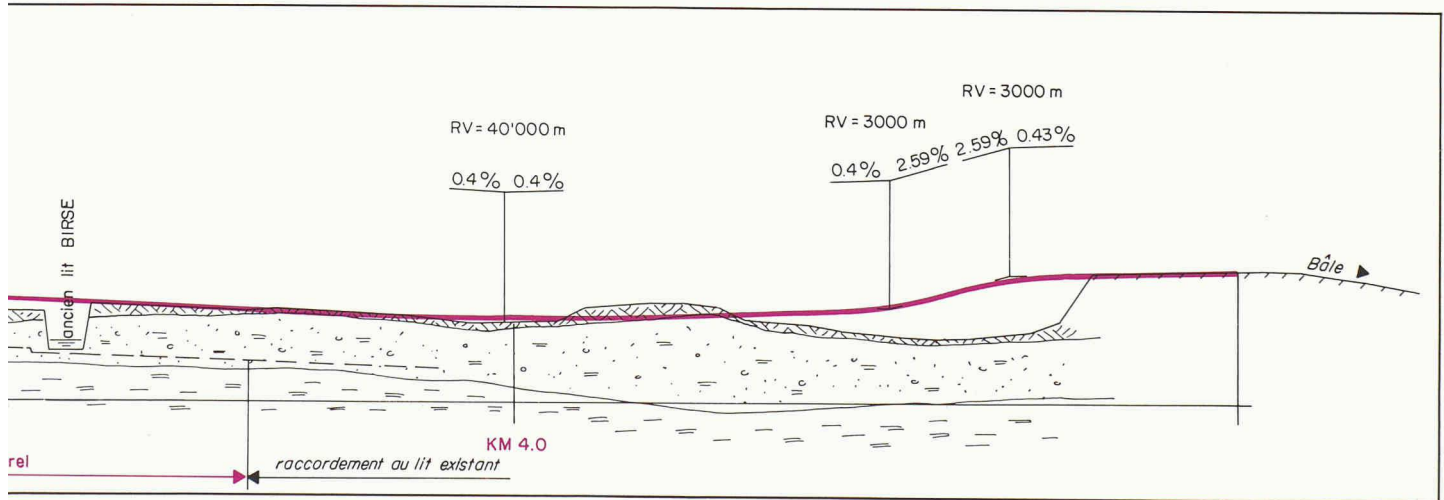 RV = 3000 m
RV = 40'000 m
RV = 3000 m
0.4% 0.4%
0.4% 2.59% 2.59% 0.43%
ancien lit BIRSE
Bâle
KM 4.0
rel
raccordement au lit existant